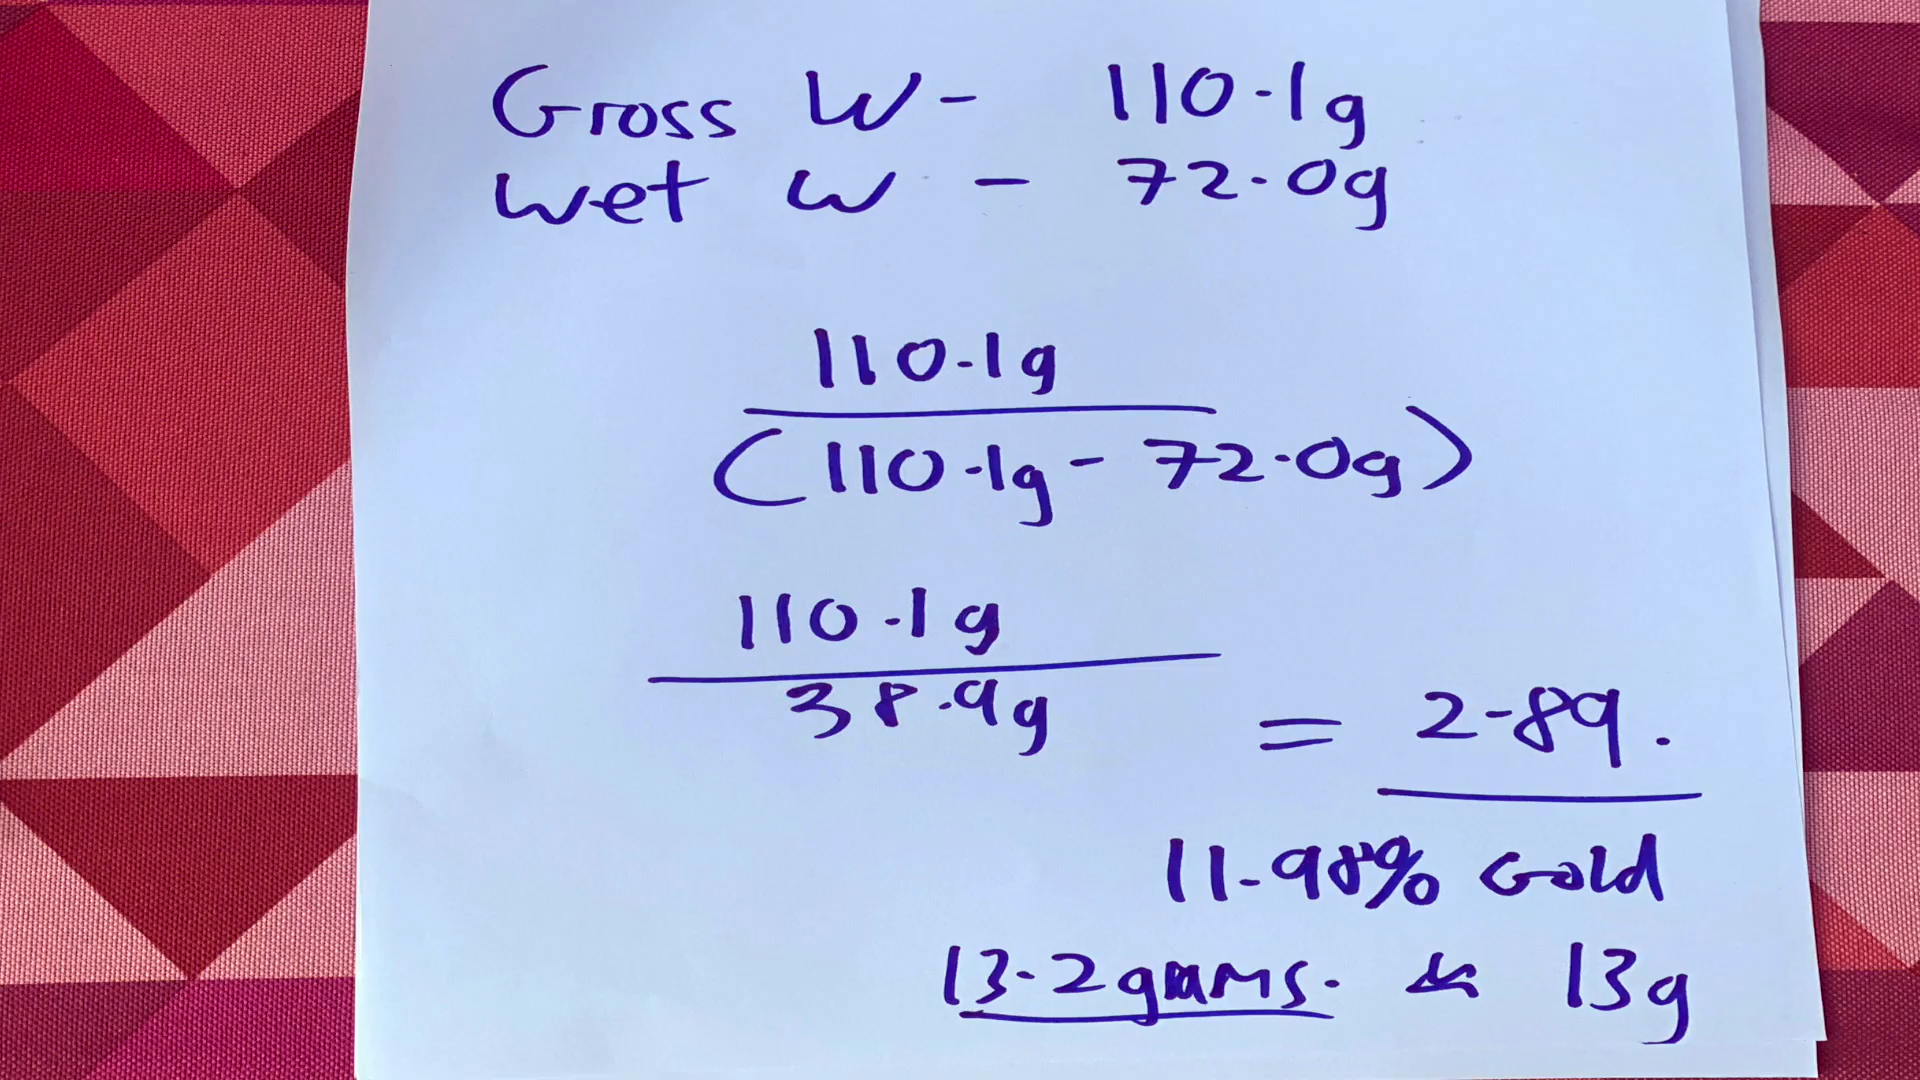 Gross W- 110.1g
Wet W - 72.0g
110.1g
(110.1g - 72.0g)
110.1g
38.9g
= 2.89.
11.98% Gold
13.2grams. 13g